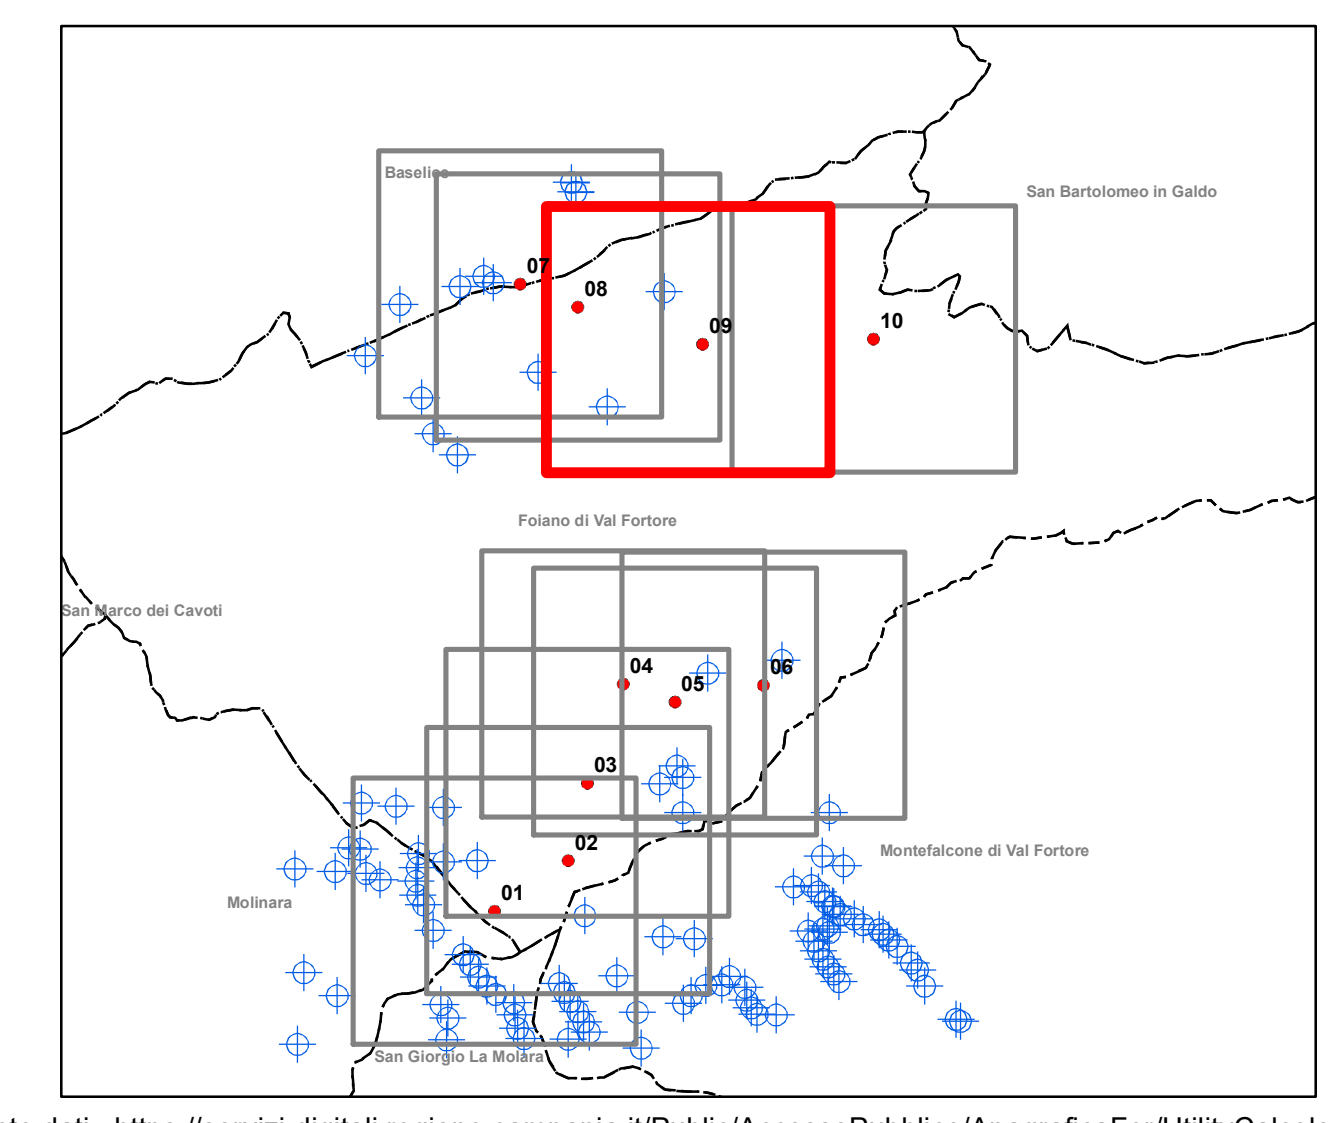 Baselice
San Bartolomeo in Galdo
07
08
09
10
Foiano di Val Fortore
San Marco dei Cavoti
04
05
06
03
02
Montefalcone di Val Fortore
01
Molinara
San Giorgio La Molara